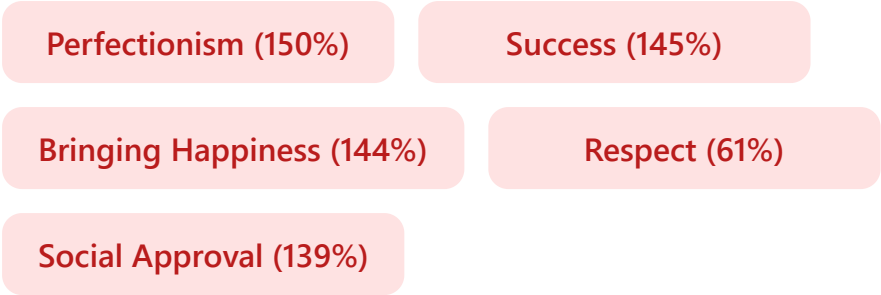 Perfectionism (150%) Success (145%)
Bringing Happiness (144%) Respect (61%)
Social Approval (139%)